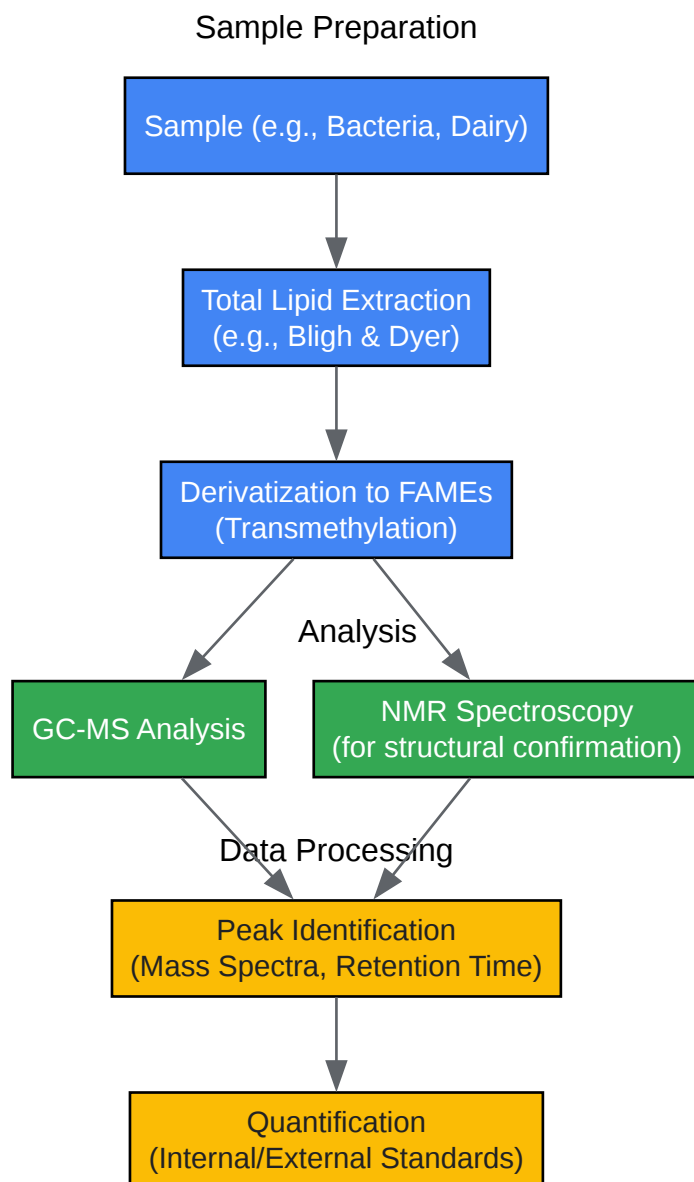 Sample Preparation
Sample (e.g., Bacteria, Dairy)
Total Lipid Extraction
(e.g., Bligh & Dyer)
Derivatization to FAMEs
(Transmethylation)
Analysis
GC-MS Analysis
NMR Spectroscopy
(for structural confirmation)
Data Processing
Peak Identification
(Mass Spectra, Retention Time)
Quantification
(Internal/External Standards)